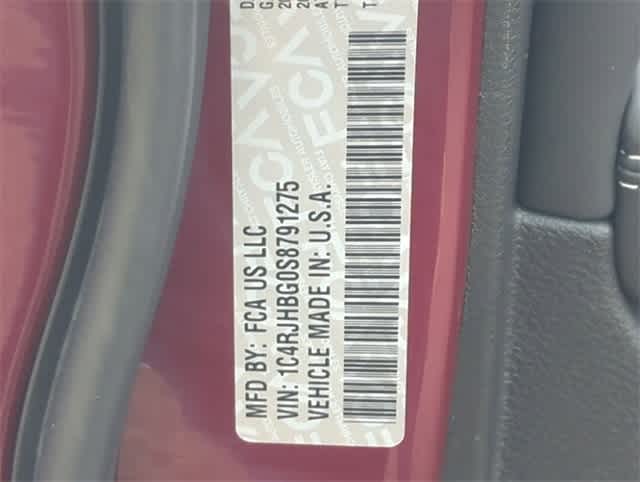 MFD BY: FCA US LLC
VIN: 1C4RJHBG0S8791275
VEHICLE MADE IN: U.S.A.